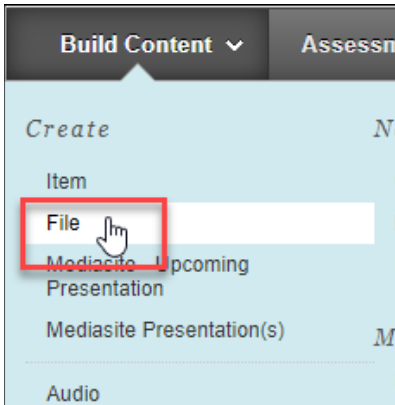 Build Content Assessm
Create N
Item
File
Mediasite - Upcoming
Presentation
Mediasite Presentation(s)
M
Audio